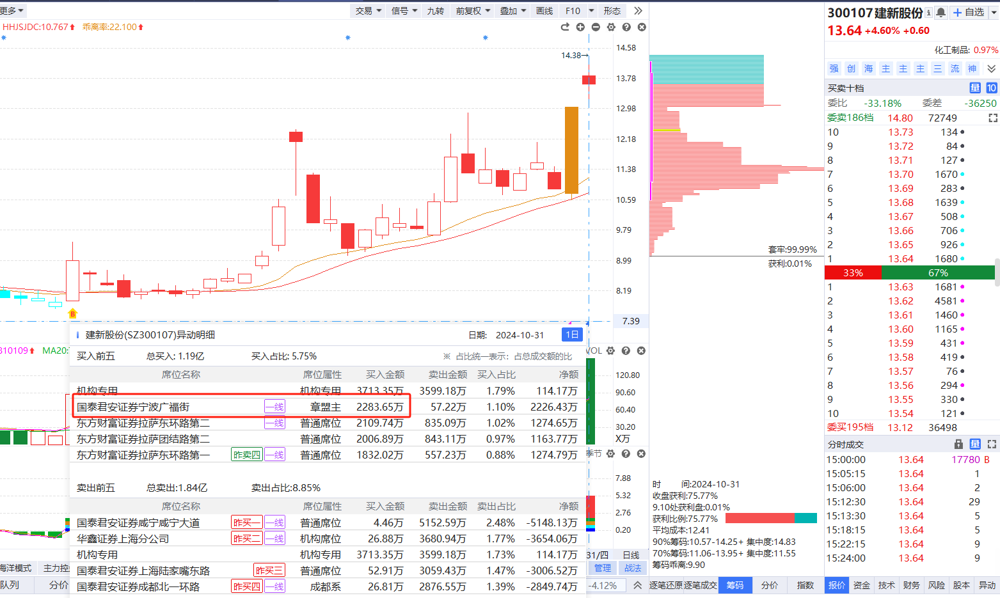 更多 交易 信号 九转 前复权 叠加 画线 F10 形态
HHJSJDC:10.767 乖离率:22.100
14.38→
14.58
13.78
12.98
12.18
11.38
10.59
9.79
8.99
8.19
7.39
B
310109 MA20: VOL
120.80
90.60
60.40
30.20
X万
季节
7.88
5.32
2.76
0.20
建新股份(SZ300107)异动明细 日期: 2024-10-31 1日
买入前五 总买入: 1.19亿 买入占比: 5.75% ※ 占比统一表示: 占总成交额的比
席位名称 席位属性 买入金额 卖出金额 买入占比 净额
机构专用 机构专用 3713.35万 3599.18万 1.79% 114.17万
国泰君安证券宁波广福街 一线 章盟主 2283.65万 57.22万 1.10% 2226.43万
东方财富证券拉萨东环路第二 一线 普通席位 2109.74万 835.09万 1.02% 1274.65万
东方财富证券拉萨团结路第二 普通席位 2006.89万 843.11万 0.97% 1163.77万
东方财富证券拉萨东环路第一 昨卖四 一线 普通席位 1832.02万 557.23万 0.88% 1274.79万
卖出前五 总卖出: 1.84亿 卖出占比:8.85%
席位名称 席位属性 买入金额 卖出金额 卖出占比 净额
国泰君安证券咸宁咸宁大道 昨买一 一线 普通席位 4.46万 5152.59万 2.48% -5148.13万
华鑫证券上海分公司 昨买二 一线 机构席位 26.88万 3680.94万 1.77% -3654.06万
机构专用 机构专用 3713.35万 3599.18万 1.73% 114.17万
国泰君安证券上海陆家嘴东路 昨买三 普通席位 52.91万 3059.43万 1.47% -3006.52万
国泰君安证券成都北一环路 昨买四 一线 成都系 26.81万 2876.55万 1.39% -2849.74万
海洋模式 主力控
队列 分价
31/四 日线
管理 战法
-4.12%
套牢:99.99%
获利:0.01%
时 间:2024-10-31
收盘获利:75.77%
9.10处获利盘:0.01%
获利比例:75.77%
平均成本:12.41
90%筹码:10.57-14.25+ 集中度:14.83
70%筹码:11.06-13.95+ 集中度:11.55
筹码乖离:9.90
逐笔还原 逐笔成交 筹码 分价 指数
300107 建新股份 自选
13.64 +4.60% +0.60
化工制品: 0.97%
强 创 海 主 主 主 三 流 神
买卖十档 量 10
委比 -33.18% 委差 -36250
委卖186档 14.80 72749
10 13.73 134
9 13.72 84
8 13.71 127
7 13.70 1670
6 13.69 283
5 13.68 1639
4 13.67 508
3 13.66 706
2 13.65 926
1 13.64 1680
33% 67%
1 13.63 1681
2 13.62 4581
3 13.61 1460
4 13.60 1165
5 13.59 431
6 13.58 419
7 13.57 76
8 13.56 294
9 13.55 330
10 13.54 121
委买195档 13.12 36498
分时成交 量
15:00:00 13.64 17780 B
15:05:15 13.64 1
15:06:00 13.64 2
15:12:30 13.64 29
15:13:30 13.64 5
15:18:15 13.64 5
15:22:15 13.64 9
15:24:00 13.64 9
报价 资金 技术 财务 风险 股本 异动